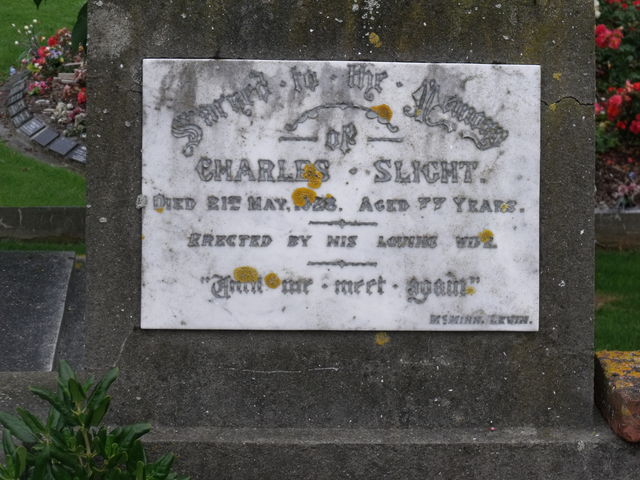 Sacred to the Memory
of
CHARLES SLIGHT.
DIED 21ST MAY, AGED 77 YEARS.
ERECTED BY HIS LOVING WIFE.
"Until we meet again"
MCMINN. LEVIN.